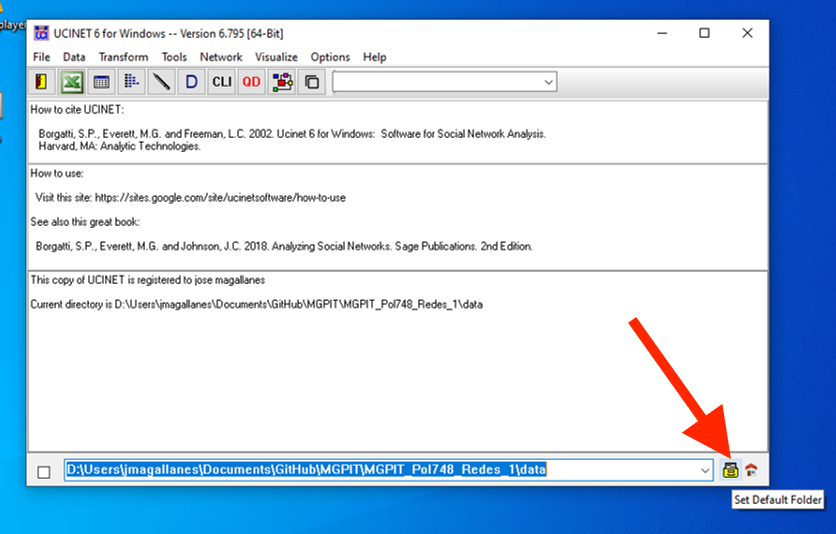 player
UCINET 6 for Windows -- Version 6.795 [64-Bit]
File Data Transform Tools Network Visualize Options Help
D CLI QD
How to cite UCINET:
Borgatti, S.P., Everett, M.G. and Freeman, L.C. 2002. Ucinet 6 for Windows: Software for Social Network Analysis.
Harvard, MA: Analytic Technologies.
How to use:
Visit this site: https://sites.google.com/site/ucinetsoftware/how-to-use
See also this great book:
Borgatti, S.P., Everett, M.G. and Johnson, J.C. 2018. Analyzing Social Networks. Sage Publications. 2nd Edition.
This copy of UCINET is registered to jose magallanes
Current directory is D:\Users\jmagallanes\Documents\GitHub\MGPIT\MGPIT_Pol748_Redes_1\data
D:\Users\jmagallanes\Documents\GitHub\MGPIT\MGPIT_Pol748_Redes_1\data
Set Default Folder